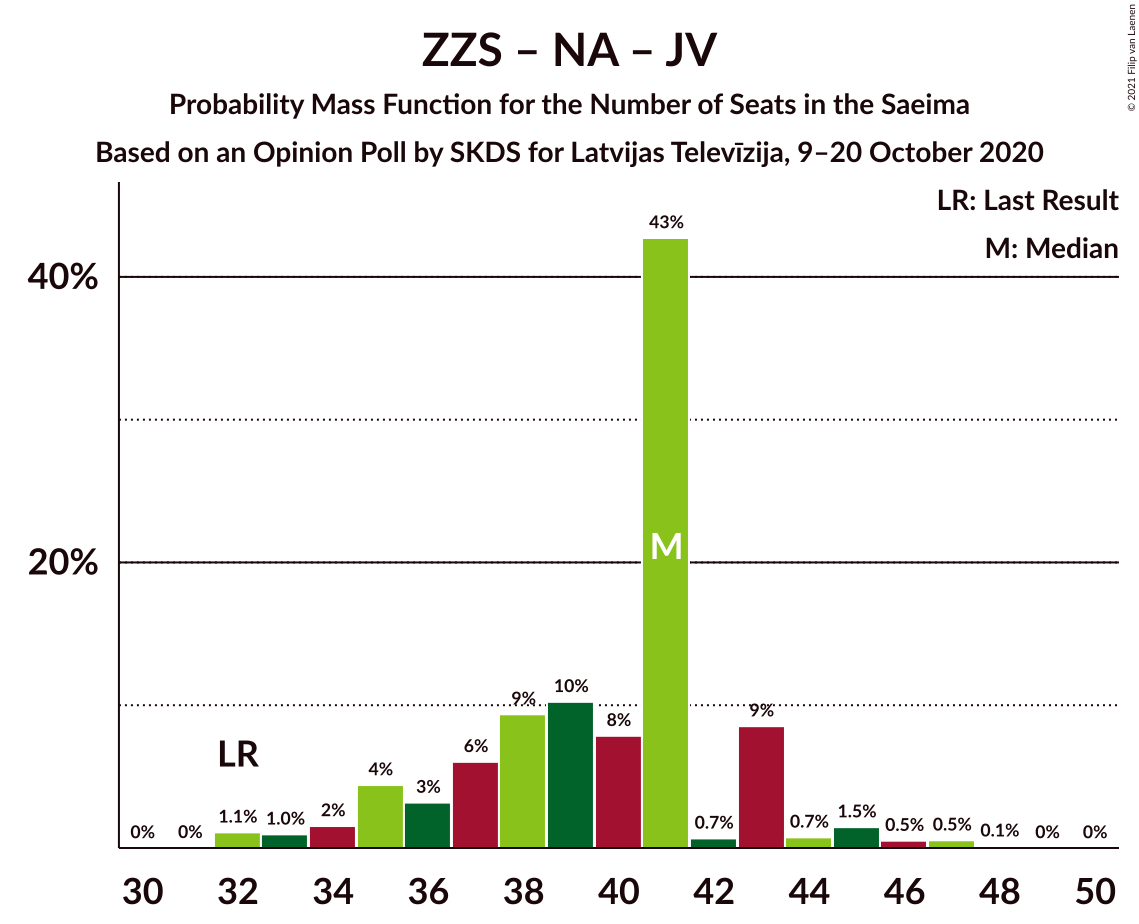 ZZS – NA – JV
Probability Mass Function for the Number of Seats in the Saeima
Based on an Opinion Poll by SKDS for Latvijas Televīzija, 9–20 October 2020
© 2021 Filip van Laenen
LR: Last Result
M: Median
43%
40%
M
20%
10%
9%
9%
8%
6%
LR
4%
3%
2%
1.5%
1.1%
1.0%
0.7%
0.7%
0.5%
0.5%
0.1%
0%
0%
0%
0%
30 32 34 36 38 40 42 44 46 48 50